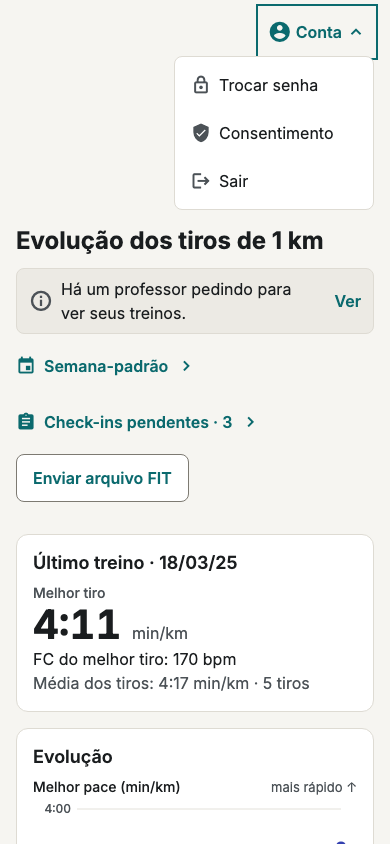 Conta
Trocar senha
Consentimento
Sair
Evolução dos tiros de 1 km
Há um professor pedindo para
ver seus treinos.
Ver
Semana-padrão
Check-ins pendentes · 3
Enviar arquivo FIT
Último treino · 18/03/25
Melhor tiro
4:11 min/km
FC do melhor tiro: 170 bpm
Média dos tiros: 4:17 min/km · 5 tiros
Evolução
Melhor pace (min/km) mais rápido ↑
4:00